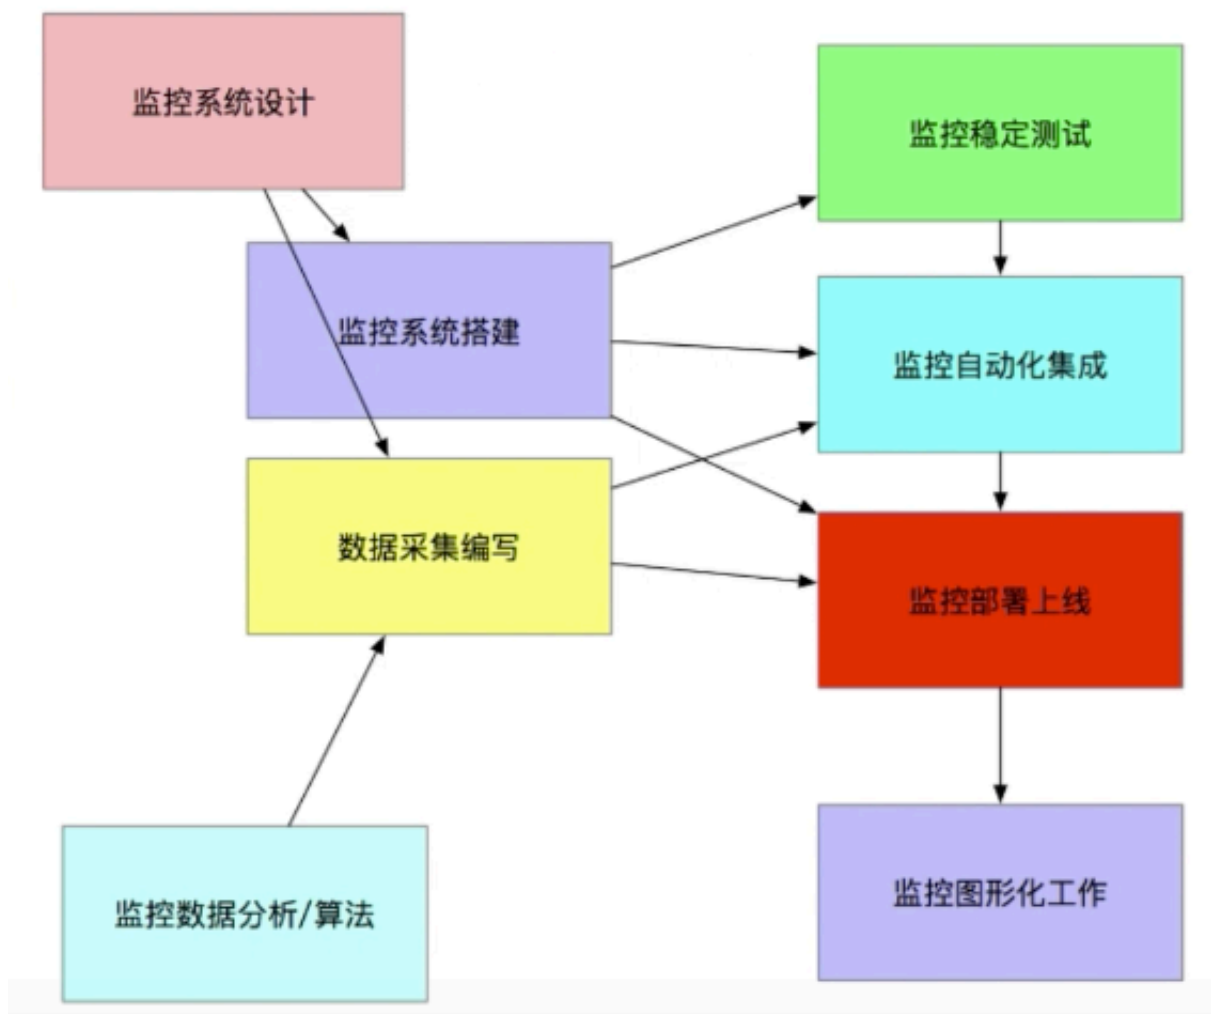 监控系统设计
监控稳定测试
监控系统搭建
监控自动化集成
数据采集编写
监控部署上线
监控数据分析/算法
监控图形化工作